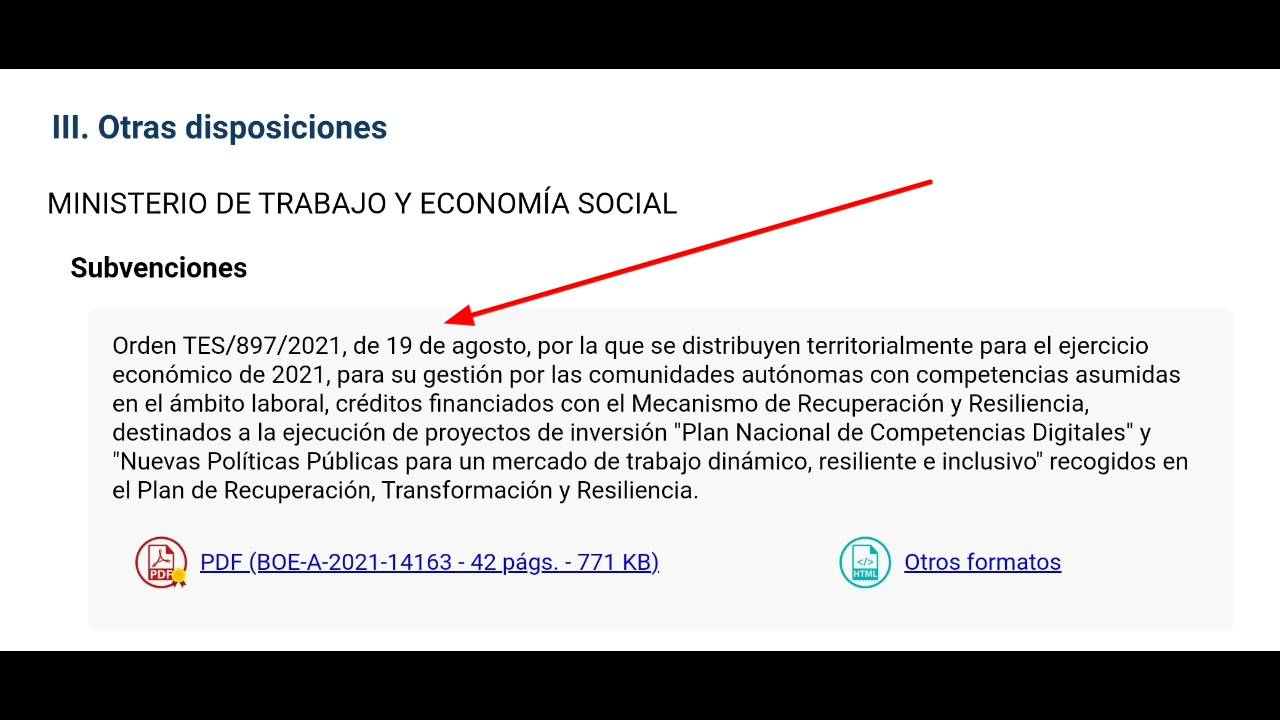 III. Otras disposiciones
MINISTERIO DE TRABAJO Y ECONOMÍA SOCIAL
Subvenciones
Orden TES/897/2021, de 19 de agosto, por la que se distribuyen territorialmente para el ejercicio
económico de 2021, para su gestión por las comunidades autónomas con competencias asumidas
en el ámbito laboral, créditos financiados con el Mecanismo de Recuperación y Resiliencia,
destinados a la ejecución de proyectos de inversión "Plan Nacional de Competencias Digitales" y
"Nuevas Políticas Públicas para un mercado de trabajo dinámico, resiliente e inclusivo" recogidos en
el Plan de Recuperación, Transformación y Resiliencia.
PDF PDF (BOE-A-2021-14163 - 42 págs. - 771 KB) </> HTML Otros formatos